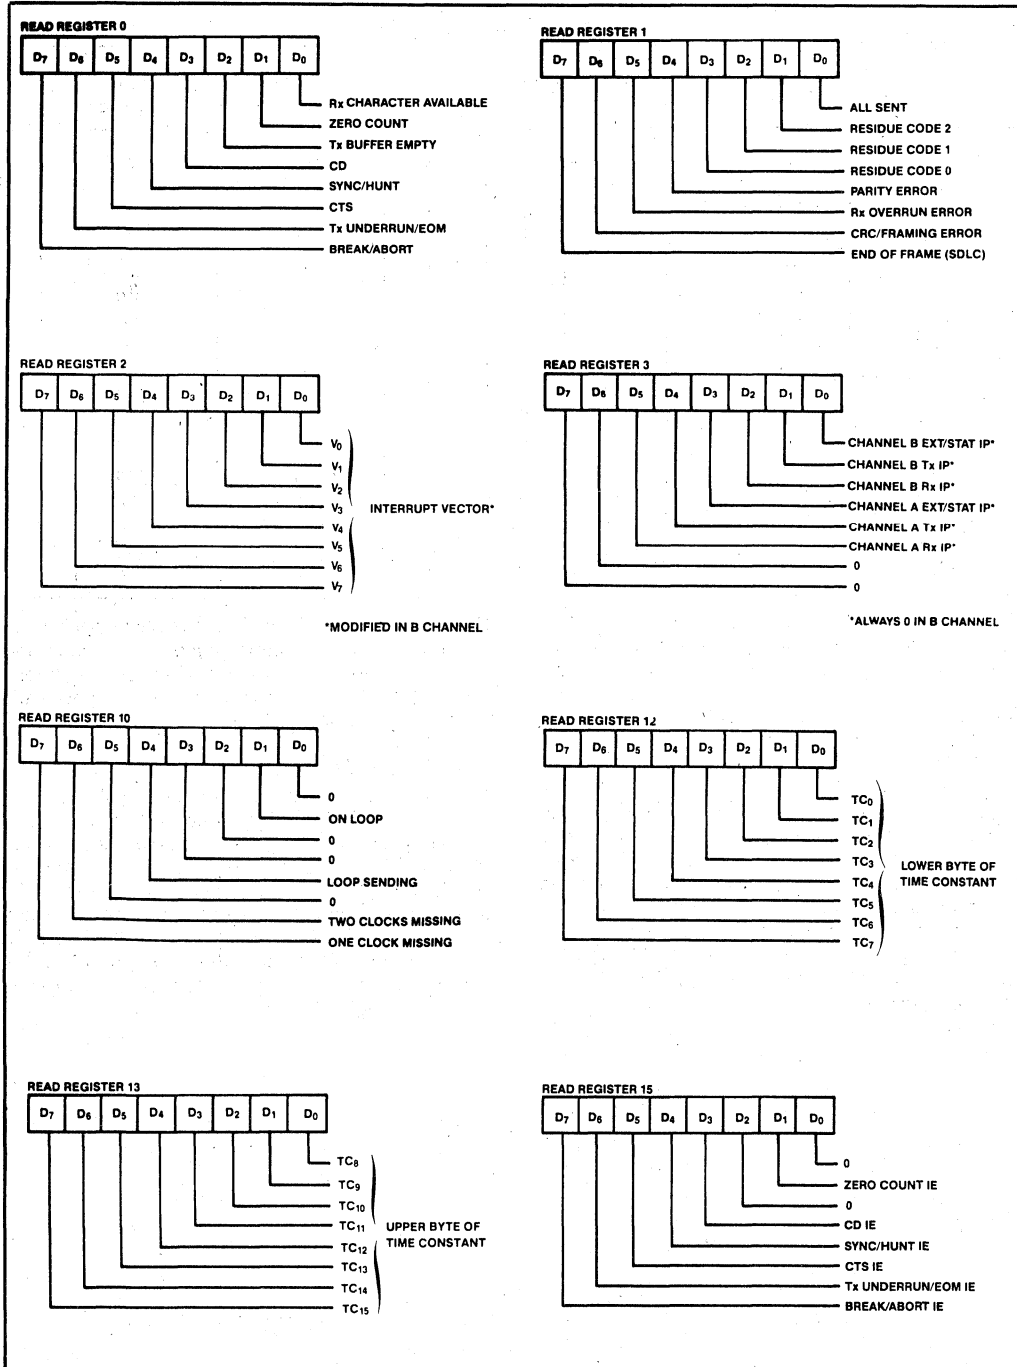 READ REGISTER 0
D7 D6 D5 D4 D3 D2 D1 D0
Rx CHARACTER AVAILABLE
ZERO COUNT
Tx BUFFER EMPTY
CD
SYNC/HUNT
CTS
Tx UNDERRUN/EOM
BREAK/ABORT
READ REGISTER 1
D7 D6 D5 D4 D3 D2 D1 D0
ALL SENT
RESIDUE CODE 2
RESIDUE CODE 1
RESIDUE CODE 0
PARITY ERROR
Rx OVERRUN ERROR
CRC/FRAMING ERROR
END OF FRAME (SDLC)
READ REGISTER 2
D7 D6 D5 D4 D3 D2 D1 D0
V0
V1
V2
V3
V4
V5
V6
V7
INTERRUPT VECTOR*
*MODIFIED IN B CHANNEL
READ REGISTER 3
D7 D6 D5 D4 D3 D2 D1 D0
CHANNEL B EXT/STAT IP*
CHANNEL B Tx IP*
CHANNEL B Rx IP*
CHANNEL A EXT/STAT IP*
CHANNEL A Tx IP*
CHANNEL A Rx IP*
0
0
*ALWAYS 0 IN B CHANNEL
READ REGISTER 10
D7 D6 D5 D4 D3 D2 D1 D0
0
ON LOOP
0
0
LOOP SENDING
0
TWO CLOCKS MISSING
ONE CLOCK MISSING
READ REGISTER 12
D7 D6 D5 D4 D3 D2 D1 D0
TC0
TC1
TC2
TC3
TC4
TC5
TC6
TC7
LOWER BYTE OF
TIME CONSTANT
READ REGISTER 13
D7 D6 D5 D4 D3 D2 D1 D0
TC8
TC9
TC10
TC11
TC12
TC13
TC14
TC15
UPPER BYTE OF
TIME CONSTANT
READ REGISTER 15
D7 D6 D5 D4 D3 D2 D1 D0
0
ZERO COUNT IE
0
CD IE
SYNC/HUNT IE
CTS IE
Tx UNDERRUN/EOM IE
BREAK/ABORT IE